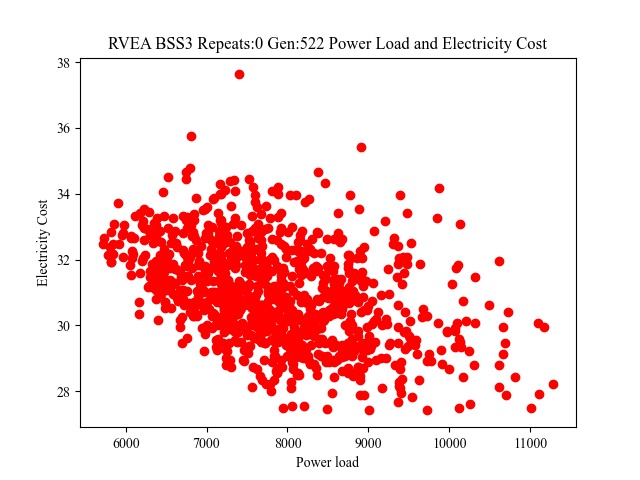 RVEA BSS3 Repeats:0 Gen:522 Power Load and Electricity Cost
38
36
34
32
30
28
Electricity Cost
6000 7000 8000 9000 10000 11000
Power load